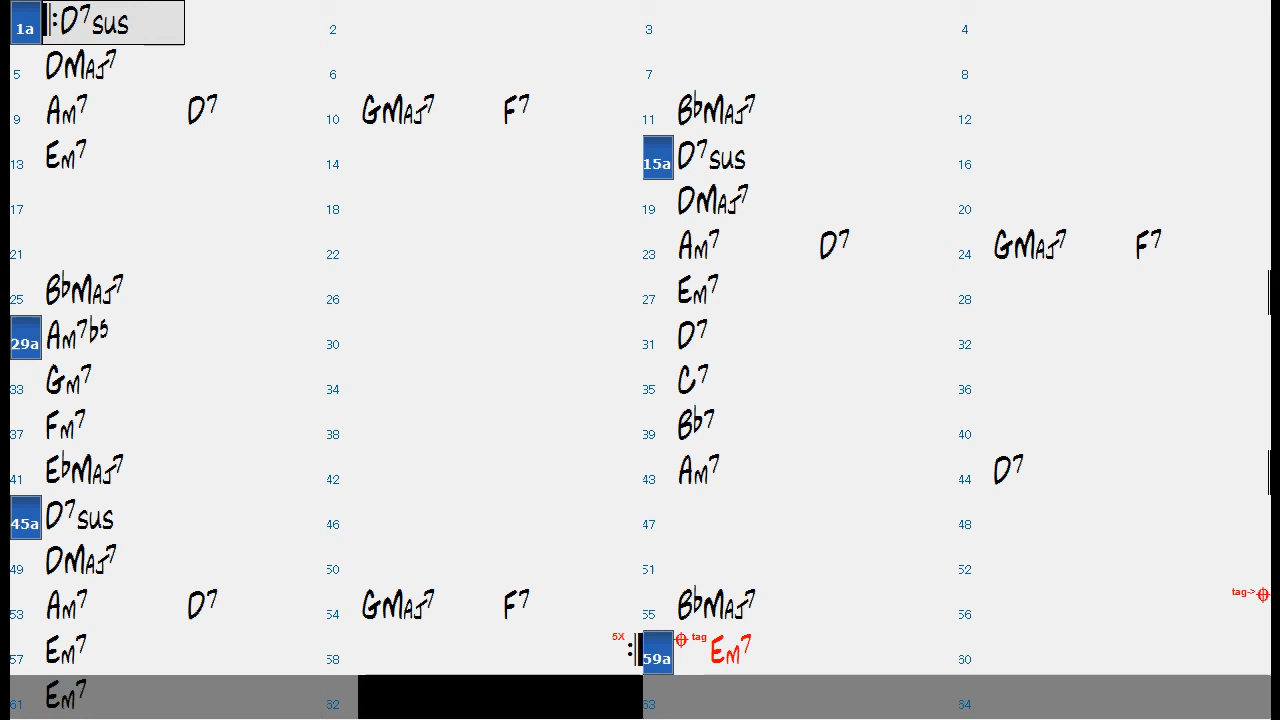 1a D7sus 2 3 4
5 DMaj7 6 7 8
9 Am7 D7 10 GMaj7 F7 11 BbMaj7 12
13 Em7 14 15a D7sus 16
17 18 19 DMaj7 20
21 22 23 Am7 D7 24 GMaj7 F7
25 BbMaj7 26 27 Em7 28
29a Am7b5 30 31 D7 32
33 Gm7 34 35 C7 36
37 Fm7 38 39 Bb7 40
41 EbMaj7 42 43 Am7 44 D7
45a D7sus 46 47 48
49 DMaj7 50 51 52
53 Am7 D7 54 GMaj7 F7 55 BbMaj7 56 tag->
57 Em7 58 5X 59a tag Em7 60
61 Em7 62 63 64